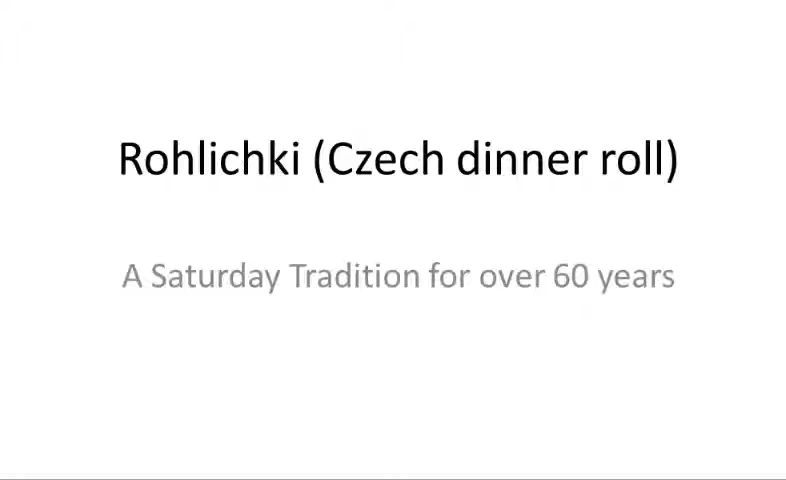 Rohlichki (Czech dinner roll)
A Saturday Tradition for over 60 years